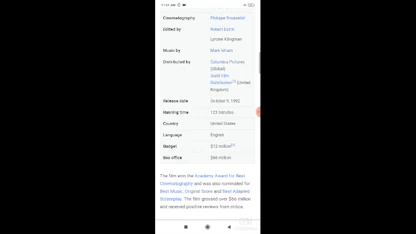 Cinematography Philippe Rousselot
Edited by Robert Estrin
Lynzee Klingman
Music by Mark Isham
Distributed by Columbia Pictures
(Global)
Guild Film
Distribution (United
Kingdom)
Release date October 9, 1992
Running time 123 minutes
Country United States
Language English
Budget $12 million
Box office $66 million
The film won the Academy Award for Best
Cinematography and was also nominated for
Best Music, Original Score and Best Adapted
Screenplay. The film grossed over $66 million
and received positive reviews from critics.